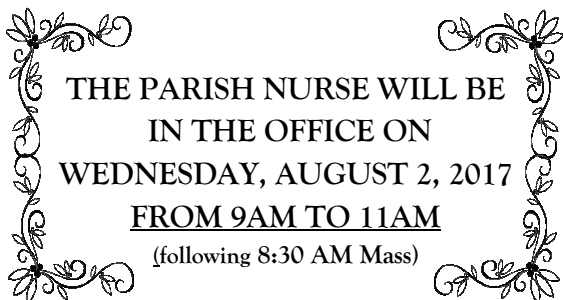 THE PARISH NURSE WILL BE
IN THE OFFICE ON
WEDNESDAY, AUGUST 2, 2017
FROM 9AM TO 11AM
(following 8:30 AM Mass)